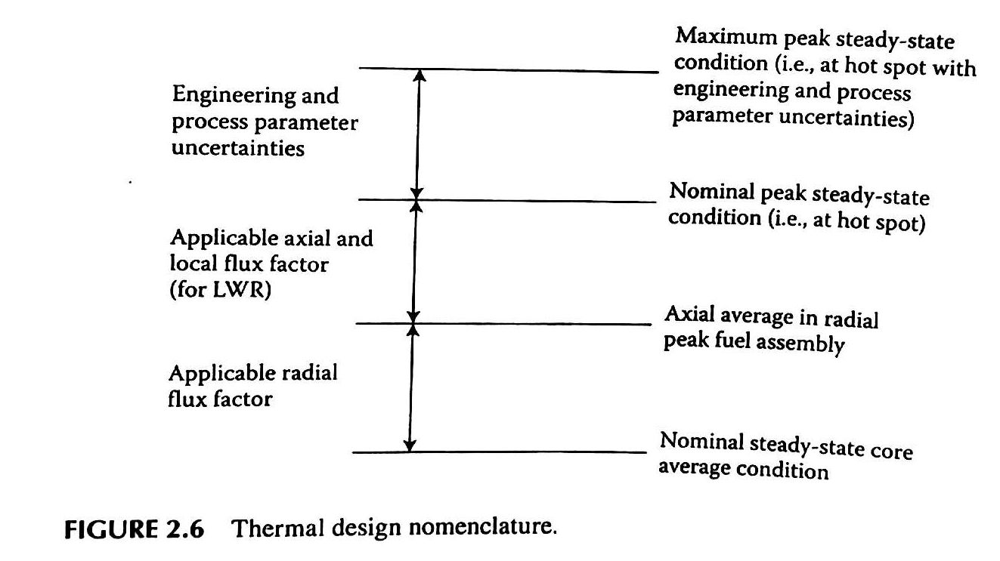 Maximum peak steady-state
condition (i.e., at hot spot with
engineering and process
parameter uncertainties)
Engineering and
process parameter
uncertainties
Nominal peak steady-state
condition (i.e., at hot spot)
Applicable axial and
local flux factor
(for LWR)
Axial average in radial
peak fuel assembly
Applicable radial
flux factor
Nominal steady-state core
average condition
FIGURE 2.6 Thermal design nomenclature.